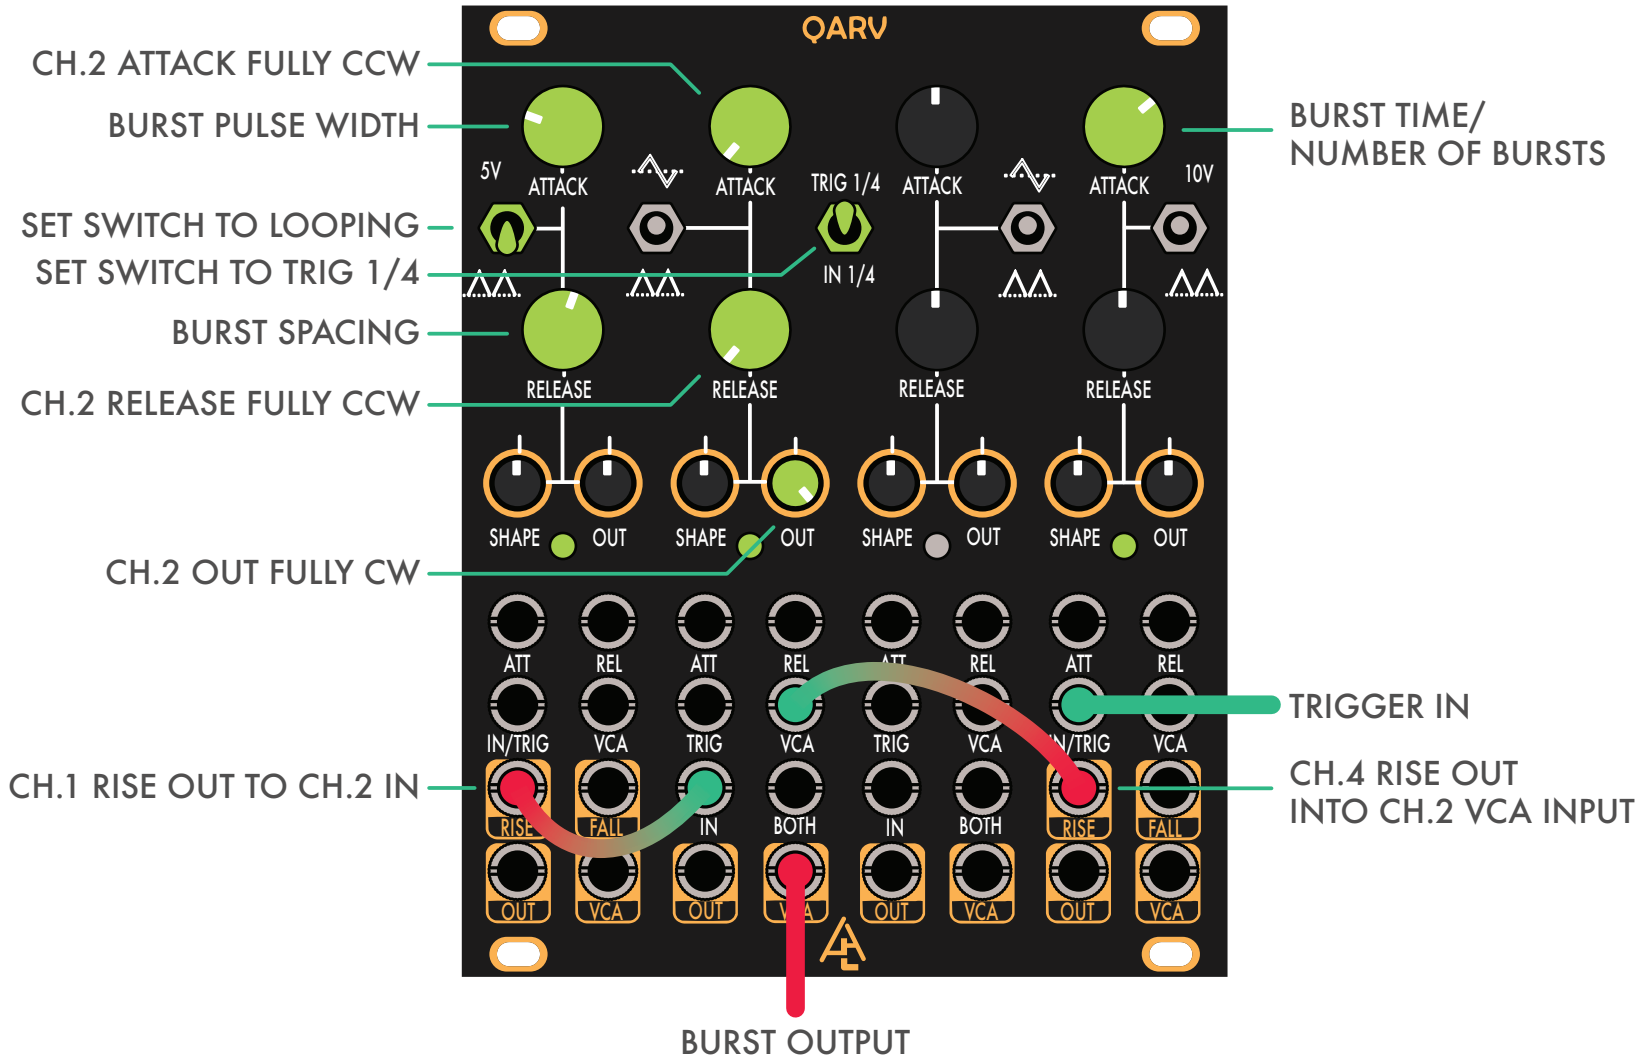 QARV
CH.2 ATTACK FULLY CCW
BURST PULSE WIDTH
BURST TIME/
NUMBER OF BURSTS
5V
ATTACK
ATTACK
TRIG 1/4
ATTACK
ATTACK
10V
SET SWITCH TO LOOPING
SET SWITCH TO TRIG 1/4
IN 1/4
BURST SPACING
RELEASE
RELEASE
RELEASE
RELEASE
CH.2 RELEASE FULLY CCW
SHAPE
OUT
SHAPE
OUT
SHAPE
OUT
SHAPE
OUT
CH.2 OUT FULLY CW
ATT
REL
ATT
REL
ATT
REL
ATT
REL
TRIGGER IN
IN/TRIG
VCA
TRIG
VCA
TRIG
VCA
IN/TRIG
VCA
CH.1 RISE OUT TO CH.2 IN
CH.4 RISE OUT
INTO CH.2 VCA INPUT
RISE
FALL
IN
BOTH
IN
BOTH
RISE
FALL
OUT
VCA
OUT
VCA
OUT
VCA
OUT
VCA
BURST OUTPUT